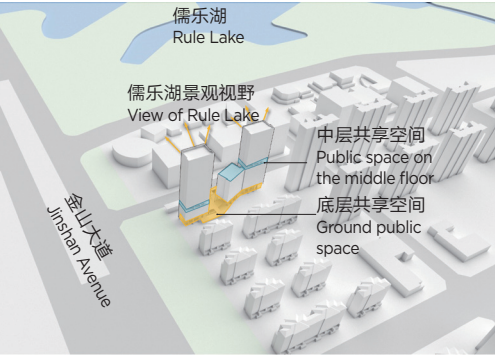 儒乐湖
Rule Lake
儒乐湖景观视野
View of Rule Lake
中层共享空间
Public space on
the middle floor
底层共享空间
Ground public
space
金山大道
Jinshan Avenue